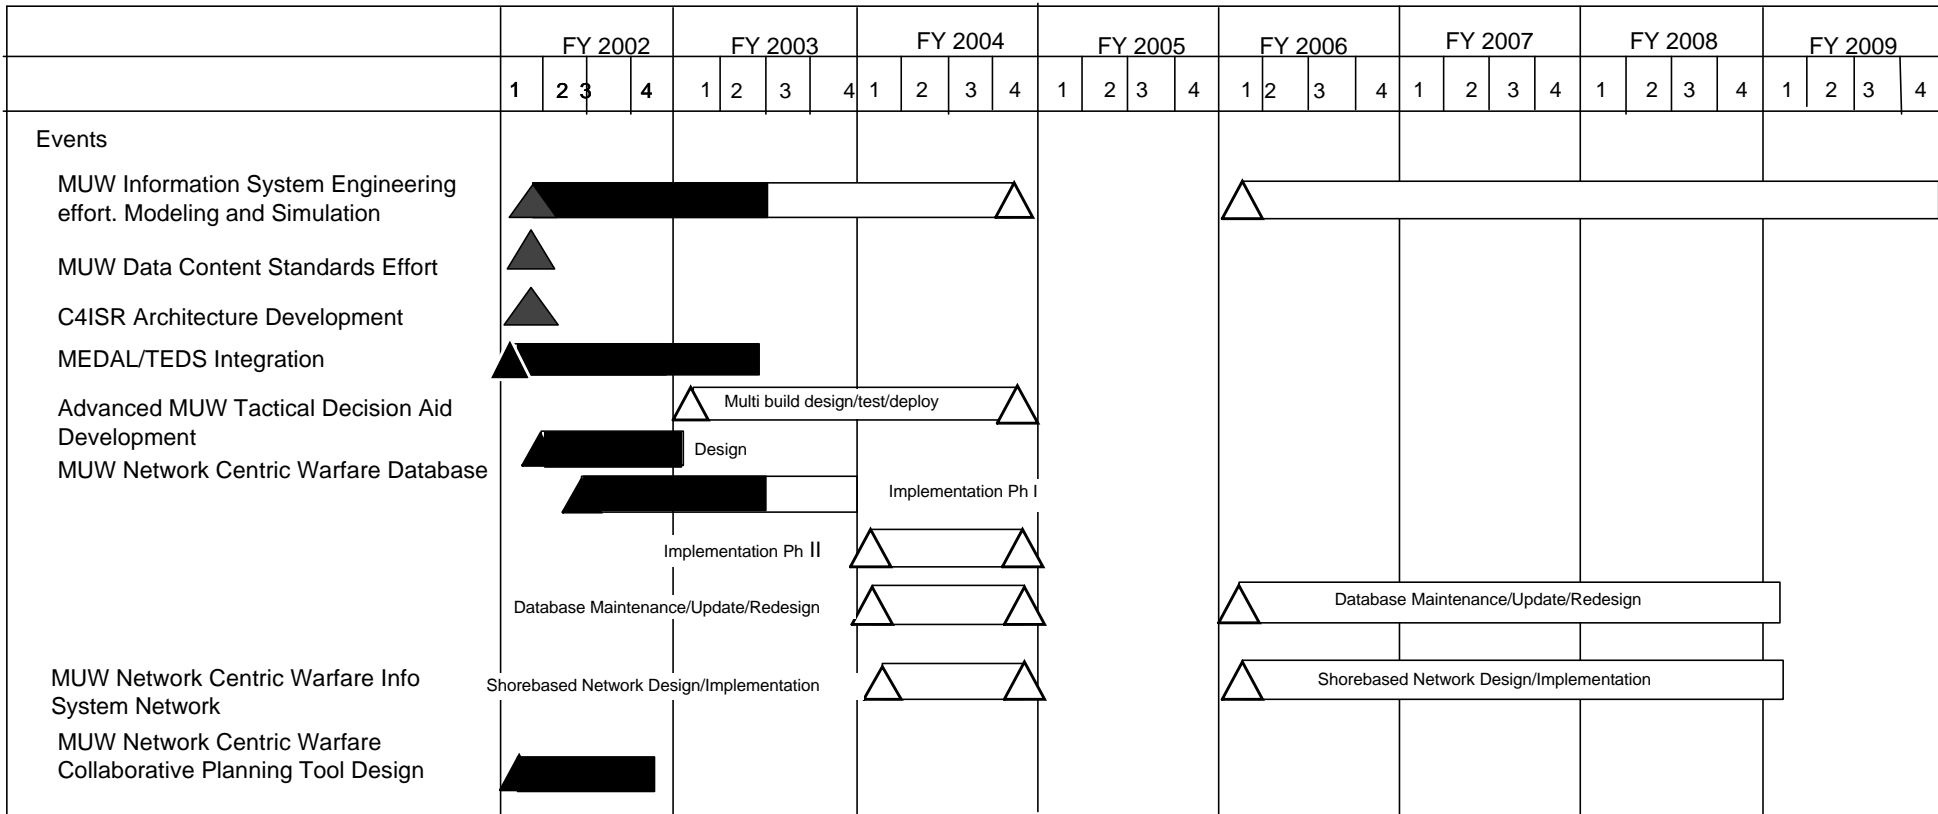 FY 2002 FY 2003 FY 2004 FY 2005 FY 2006 FY 2007 FY 2008 FY 2009
1 2 3 4 1 2 3 4 1 2 3 4 1 2 3 4 1 2 3 4 1 2 3 4 1 2 3 4 1 2 3 4
Events
MUW Information System Engineering
effort. Modeling and Simulation
MUW Data Content Standards Effort
C4ISR Architecture Development
MEDAL/TEDS Integration
Advanced MUW Tactical Decision Aid
Development
Multi build design/test/deploy
Design
MUW Network Centric Warfare Database
Implementation Ph I
Implementation Ph II
Database Maintenance/Update/Redesign Database Maintenance/Update/Redesign
MUW Network Centric Warfare Info
System Network
Shorebased Network Design/Implementation Shorebased Network Design/Implementation
MUW Network Centric Warfare
Collaborative Planning Tool Design